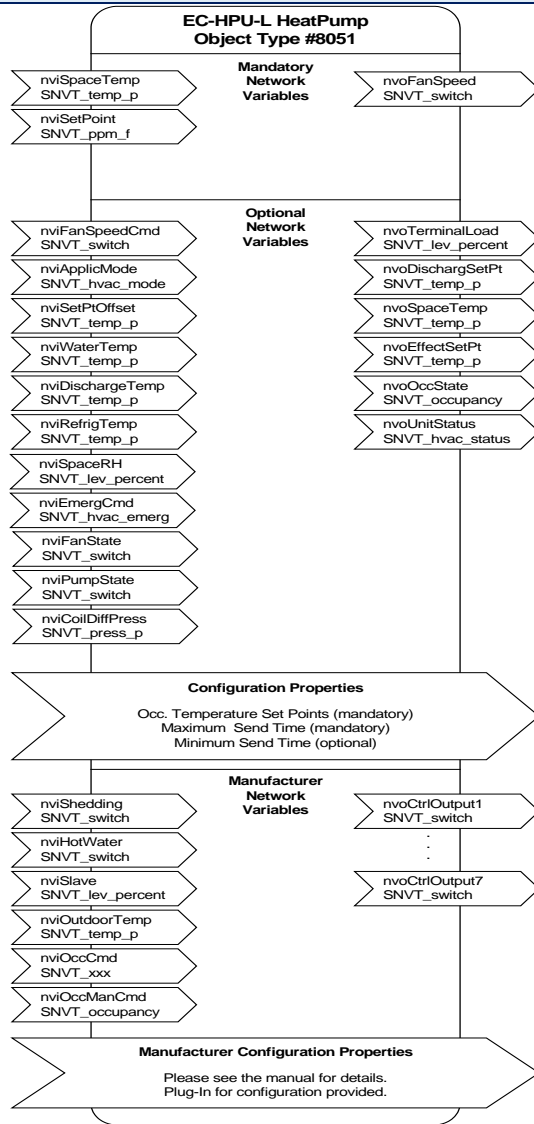 EC-HPU-L HeatPump
Object Type #8051
Mandatory
Network
Variables
nviSpaceTemp
SNVT_temp_p
nviSetPoint
SNVT_ppm_f
nvoFanSpeed
SNVT_switch
Optional
Network
Variables
nviFanSpeedCmd
SNVT_switch
nviApplicMode
SNVT_hvac_mode
nviSetPtOffset
SNVT_temp_p
nviWaterTemp
SNVT_temp_p
nviDischargeTemp
SNVT_temp_p
nviRefrigTemp
SNVT_temp_p
nviSpaceRH
SNVT_lev_percent
nviEmergCmd
SNVT_hvac_emerg
nviFanState
SNVT_switch
nviPumpState
SNVT_switch
nviCoilDiffPress
SNVT_press_p
nvoTerminalLoad
SNVT_lev_percent
nvoDischargSetPt
SNVT_temp_p
nvoSpaceTemp
SNVT_temp_p
nvoEffectSetPt
SNVT_temp_p
nvoOccState
SNVT_occupancy
nvoUnitStatus
SNVT_hvac_status
Configuration Properties
Occ. Temperature Set Points (mandatory)
Maximum Send Time (mandatory)
Minimum Send Time (optional)
Manufacturer
Network
Variables
nviShedding
SNVT_switch
nviHotWater
SNVT_switch
nviSlave
SNVT_lev_percent
nviOutdoorTemp
SNVT_temp_p
nviOccCmd
SNVT_xxx
nviOccManCmd
SNVT_occupancy
nvoCtrlOutput1
SNVT_switch
.
.
.
nvoCtrlOutput7
SNVT_switch
Manufacturer Configuration Properties
Please see the manual for details.
Plug-In for configuration provided.